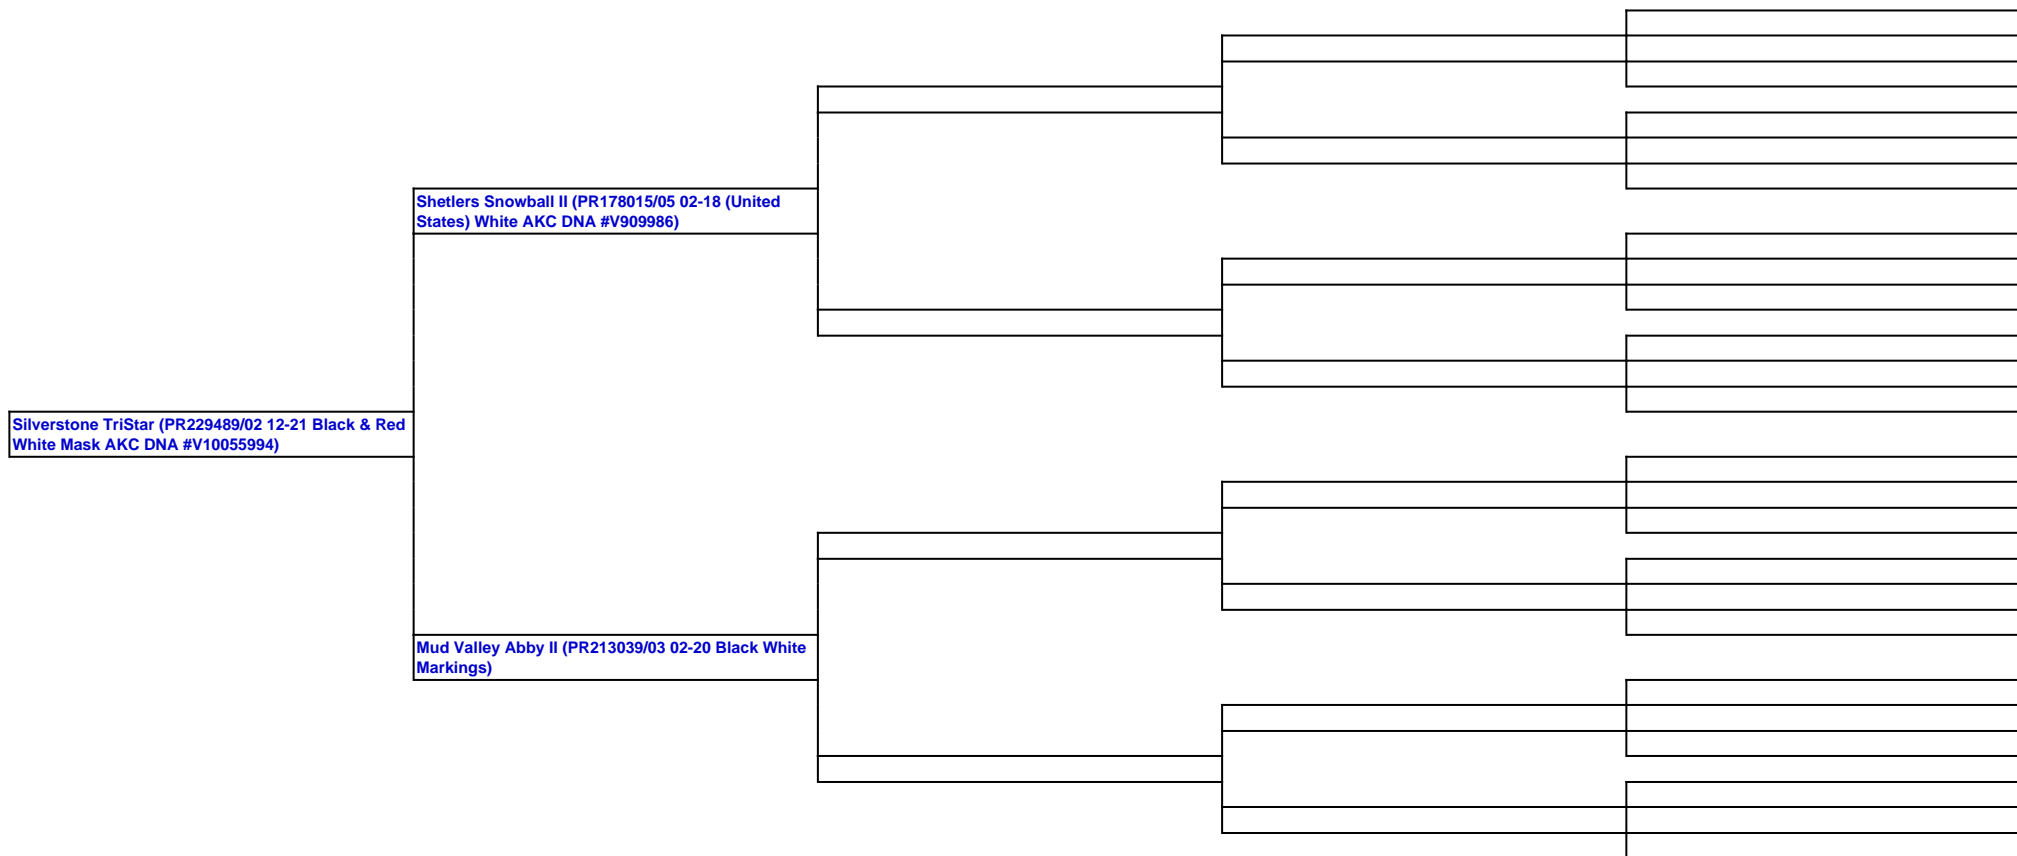 Shetlers Snowball II (PR178015/05 02-18 (United
States) White AKC DNA #V909986)
Silverstone TriStar (PR229489/02 12-21 Black & Red
White Mask AKC DNA #V10055994)
Mud Valley Abby II (PR213039/03 02-20 Black White
Markings)